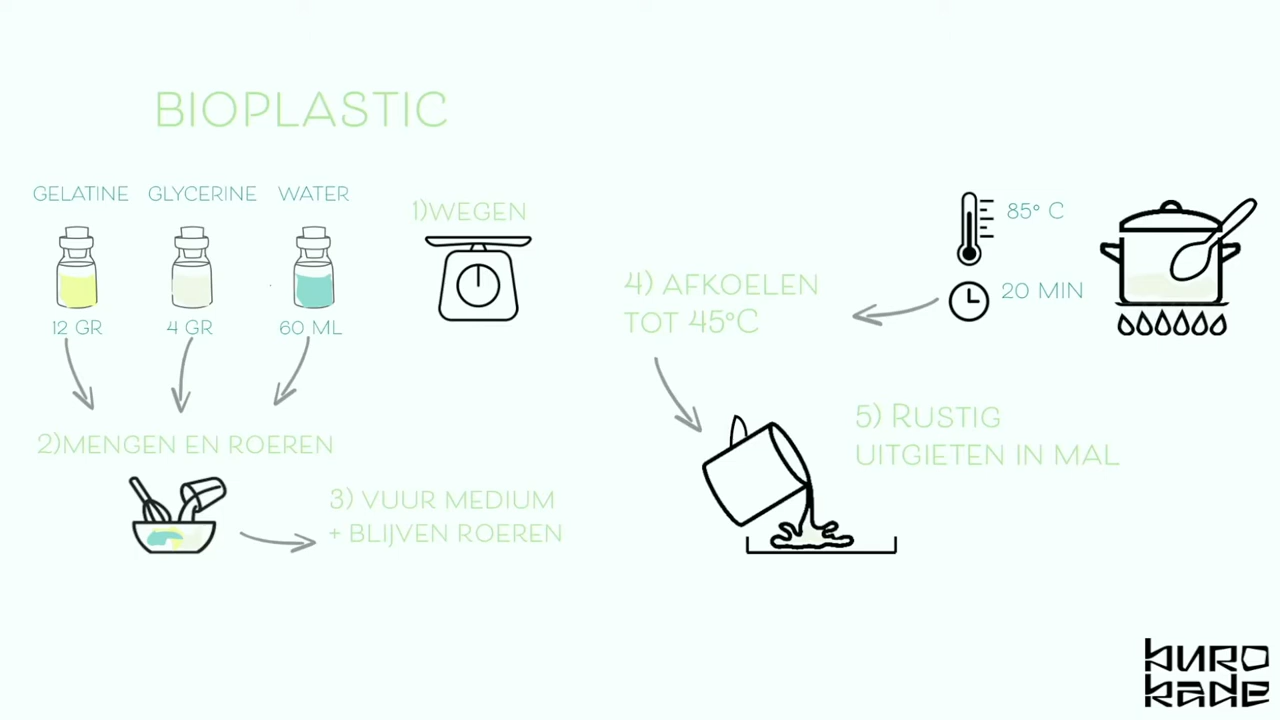 BIOPLASTIC
GELATINE GLYCERINE WATER
12 GR 4 GR 60 ML
1)WEGEN
2)MENGEN EN ROEREN
3) VUUR MEDIUM
+ BLIJVEN ROEREN
85° C
20 MIN
4) AFKOELEN
TOT 45°C
5) RUSTIG
UITGIETEN IN MAL
buro
kade